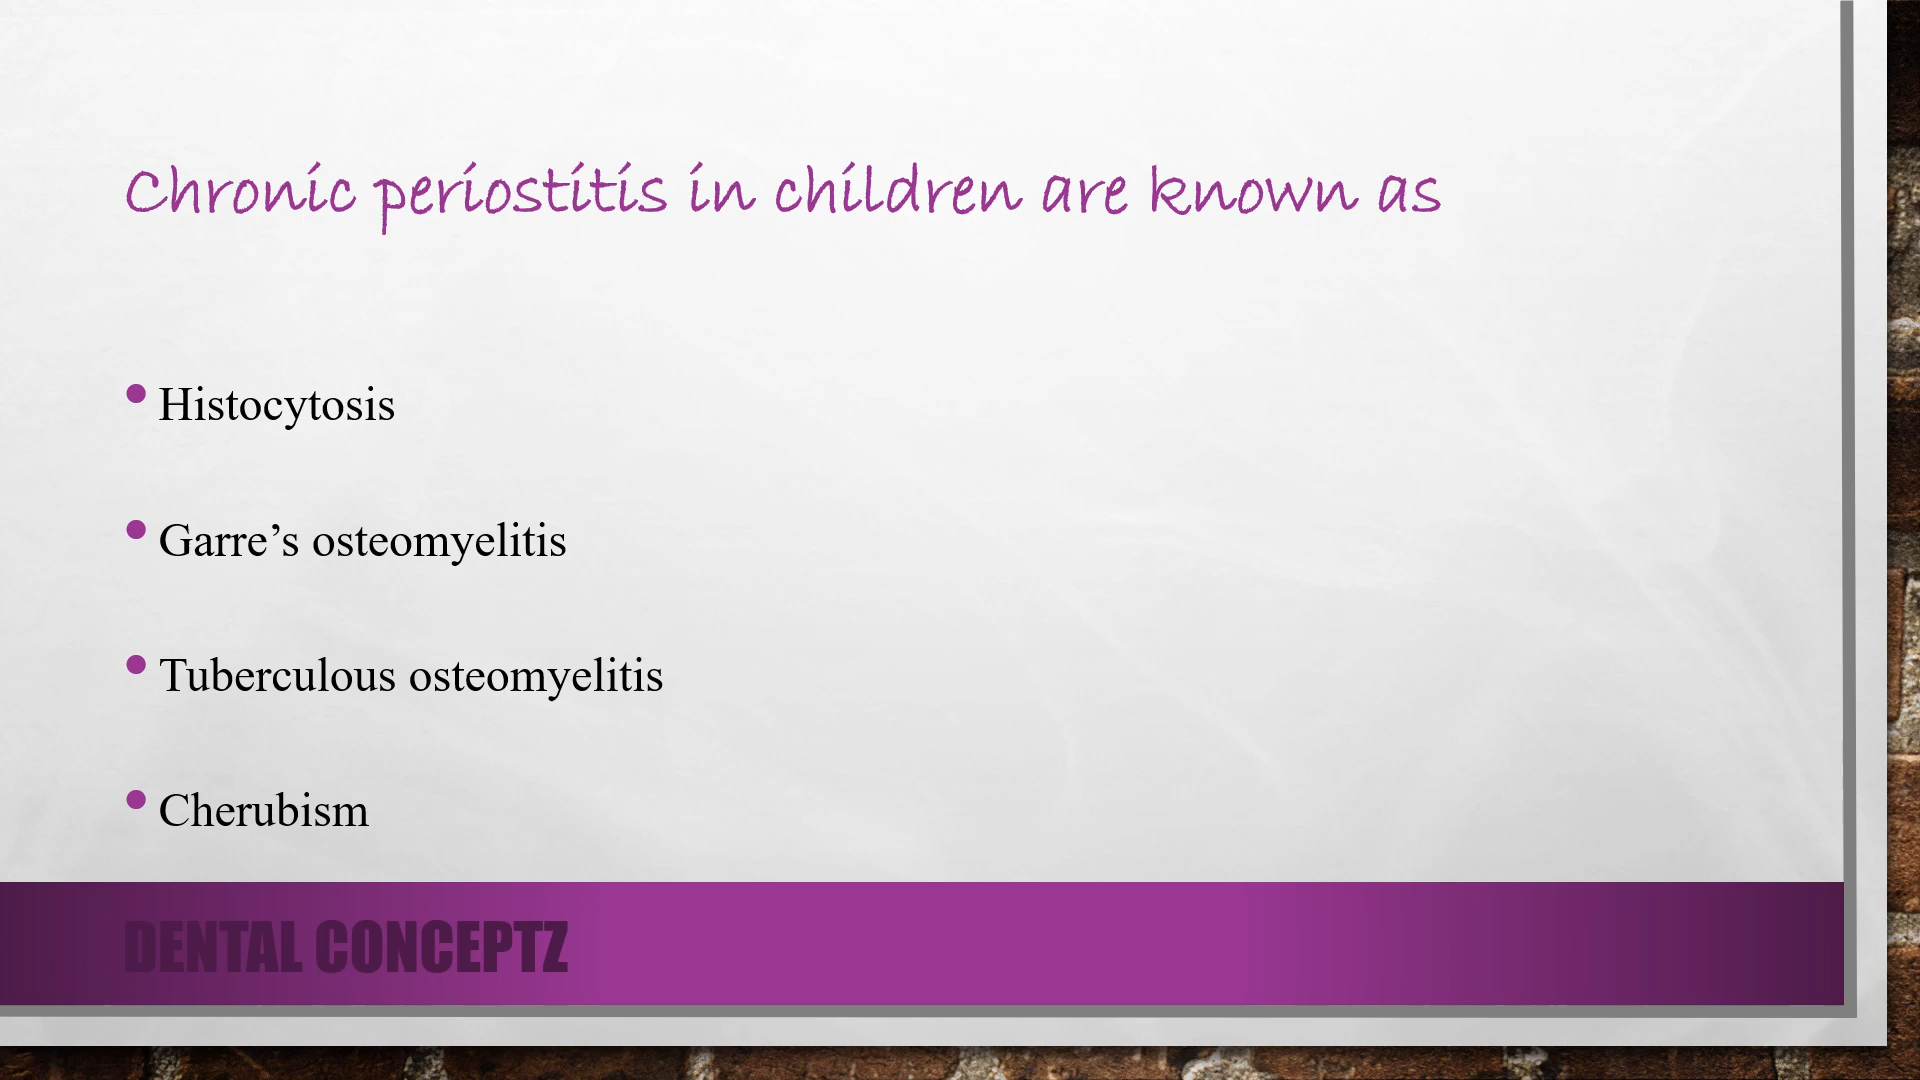 Chronic periostitis in children are known as
• Histocytosis
• Garre’s osteomyelitis
• Tuberculous osteomyelitis
• Cherubism
DENTAL CONCEPTZ